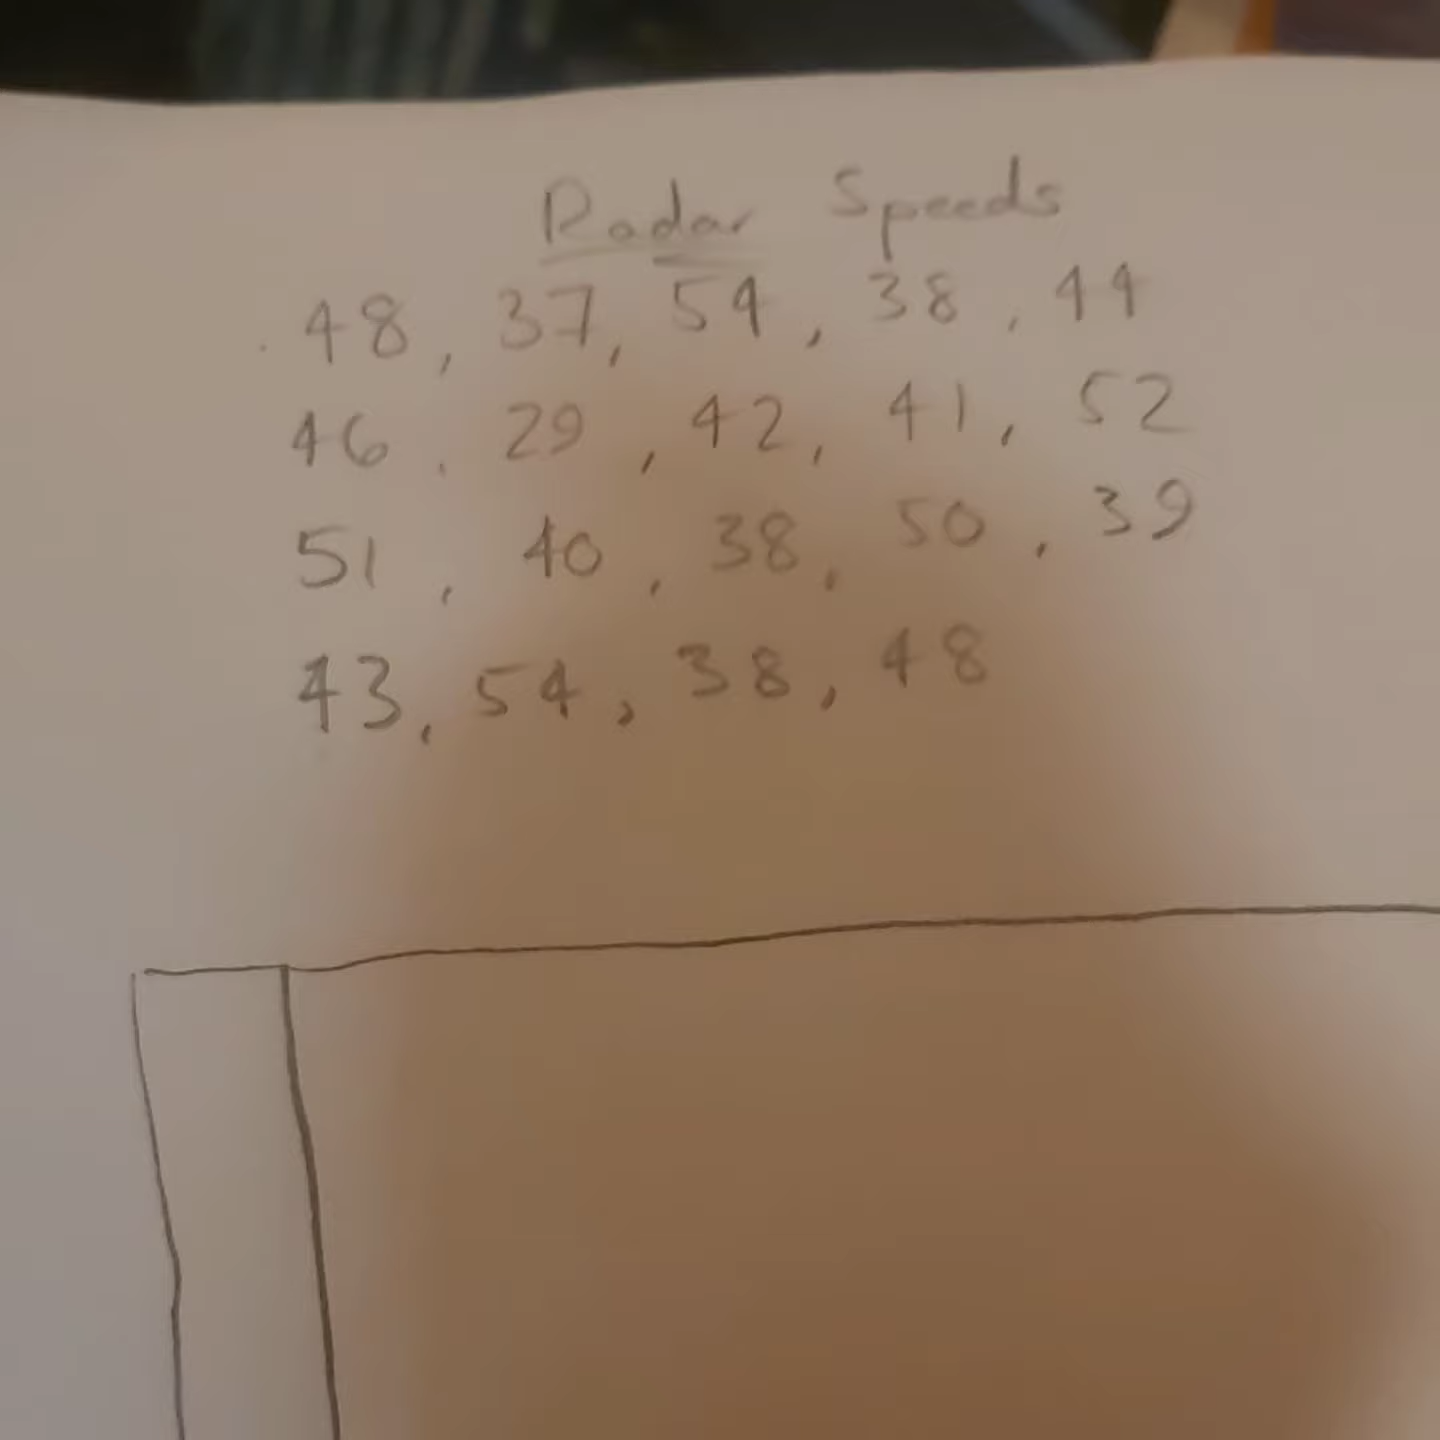 Radar Speeds
48, 37, 54, 38, 44
46, 29, 42, 41, 52
51, 40, 38, 50, 39
43, 54, 38, 48